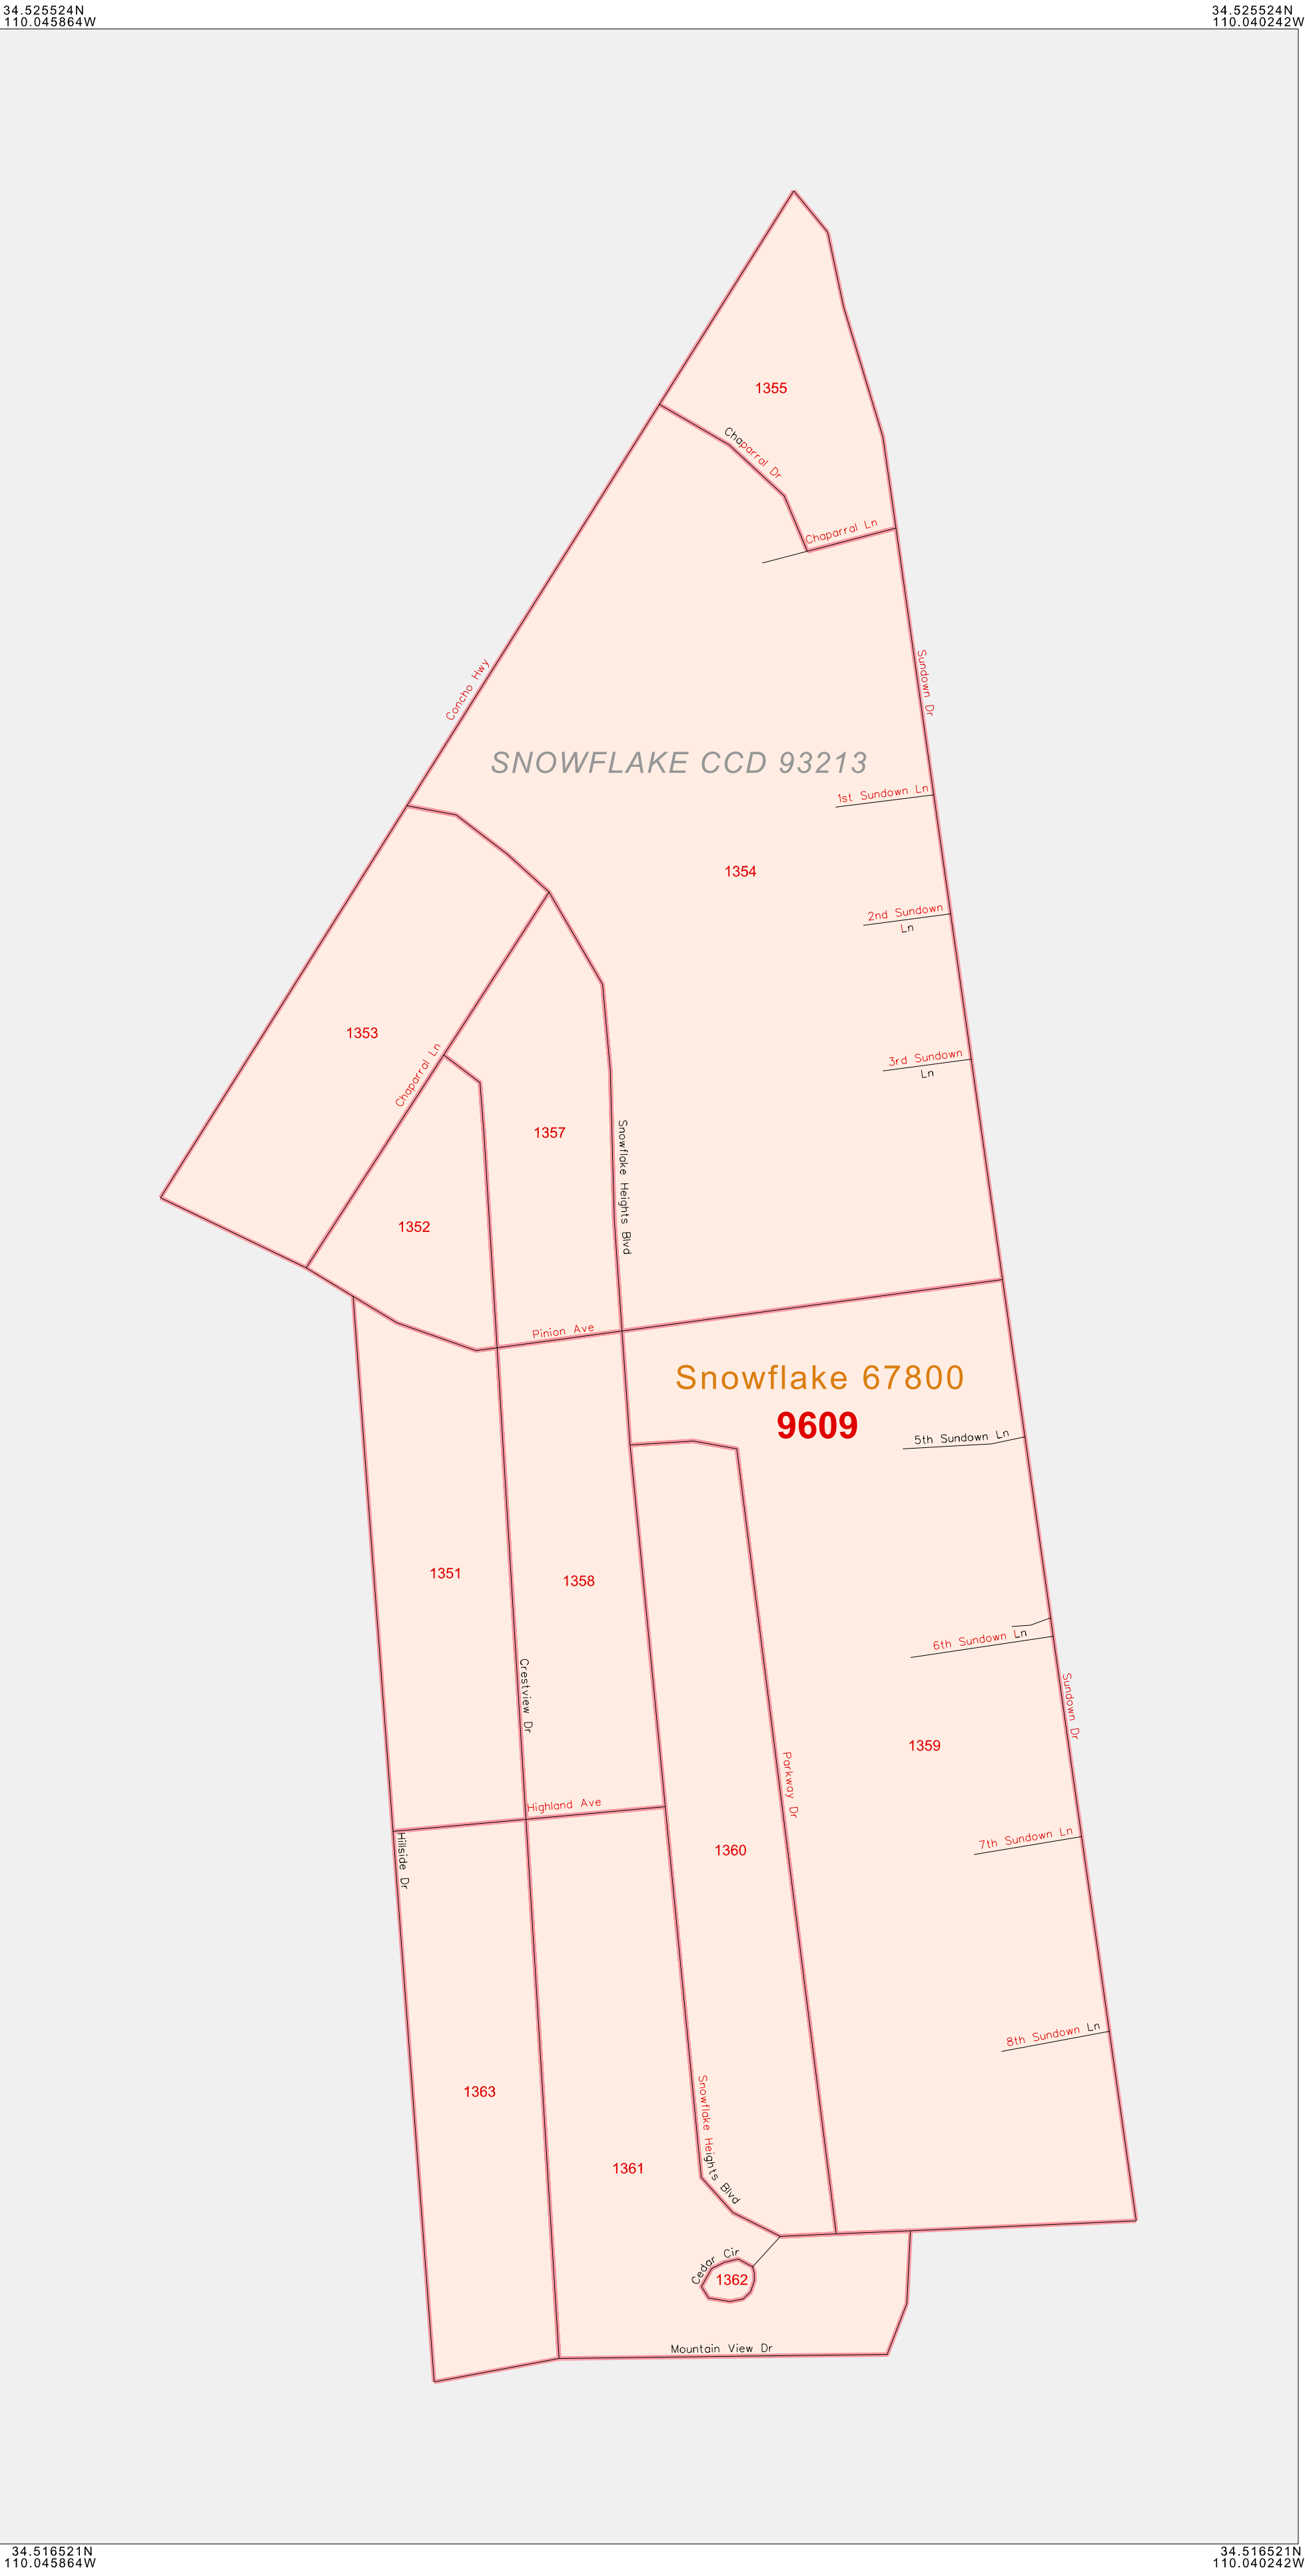 34.525524N
110.045864W
34.525524N
110.040242W
1355
Chaparral Dr
Chaparral Ln
Concho Hwy
Sundown Dr
SNOWFLAKE CCD 93213
1st Sundown Ln
1354
2nd Sundown
Ln
1353
3rd Sundown
Ln
Chaparral Ln
1357
Snowflake Heights Blvd
1352
Pinion Ave
Snowflake 67800
9609
5th Sundown Ln
1351
1358
6th Sundown Ln
Crestview Dr
Sundown Dr
1359
Parkway Dr
Highland Ave
7th Sundown Ln
Hillside Dr
1360
8th Sundown Ln
1363
Snowflake Heights Blvd
1361
Cedar Cir
1362
Mountain View Dr
34.516521N
110.045864W
34.516521N
110.040242W